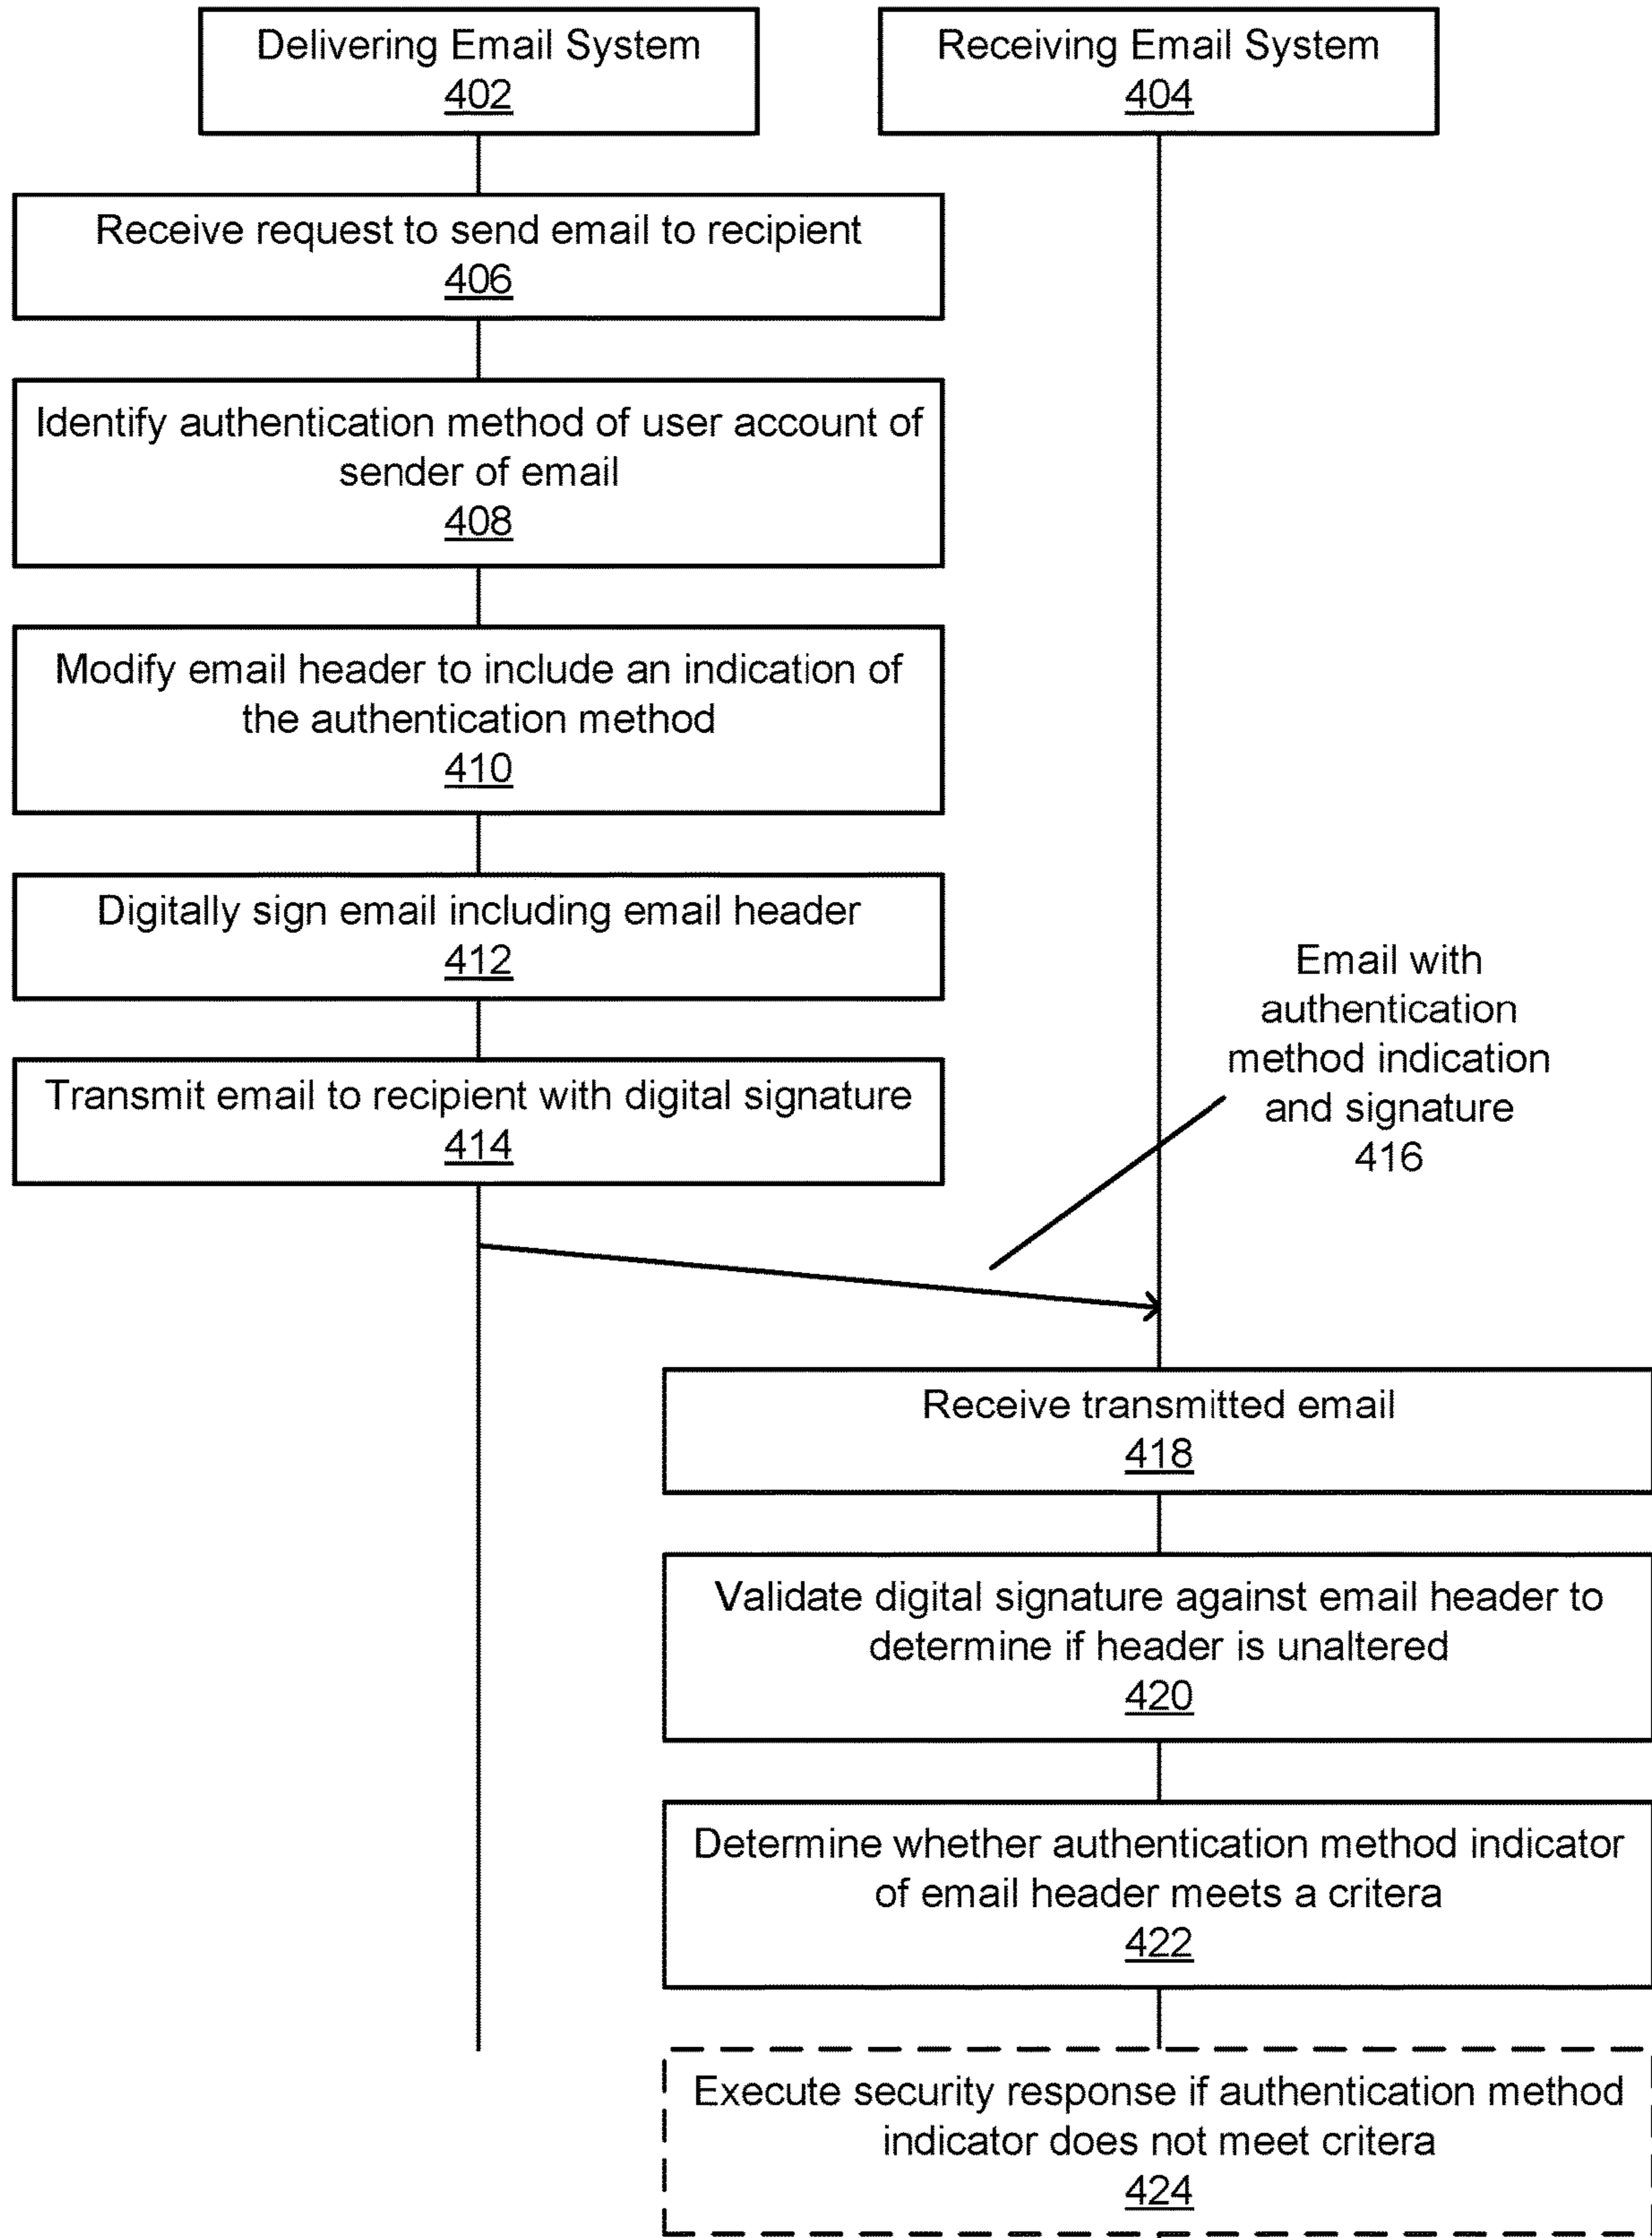 Delivering Email System
402
Receiving Email System
404
Receive request to send email to recipient
406
Identify authentication method of user account of
sender of email
408
Modify email header to include an indication of
the authentication method
410
Digitally sign email including email header
412
Transmit email to recipient with digital signature
414
Email with
authentication
method indication
and signature
416
Receive transmitted email
418
Validate digital signature against email header to
determine if header is unaltered
420
Determine whether authentication method indicator
of email header meets a critera
422
Execute security response if authentication method
indicator does not meet critera
424